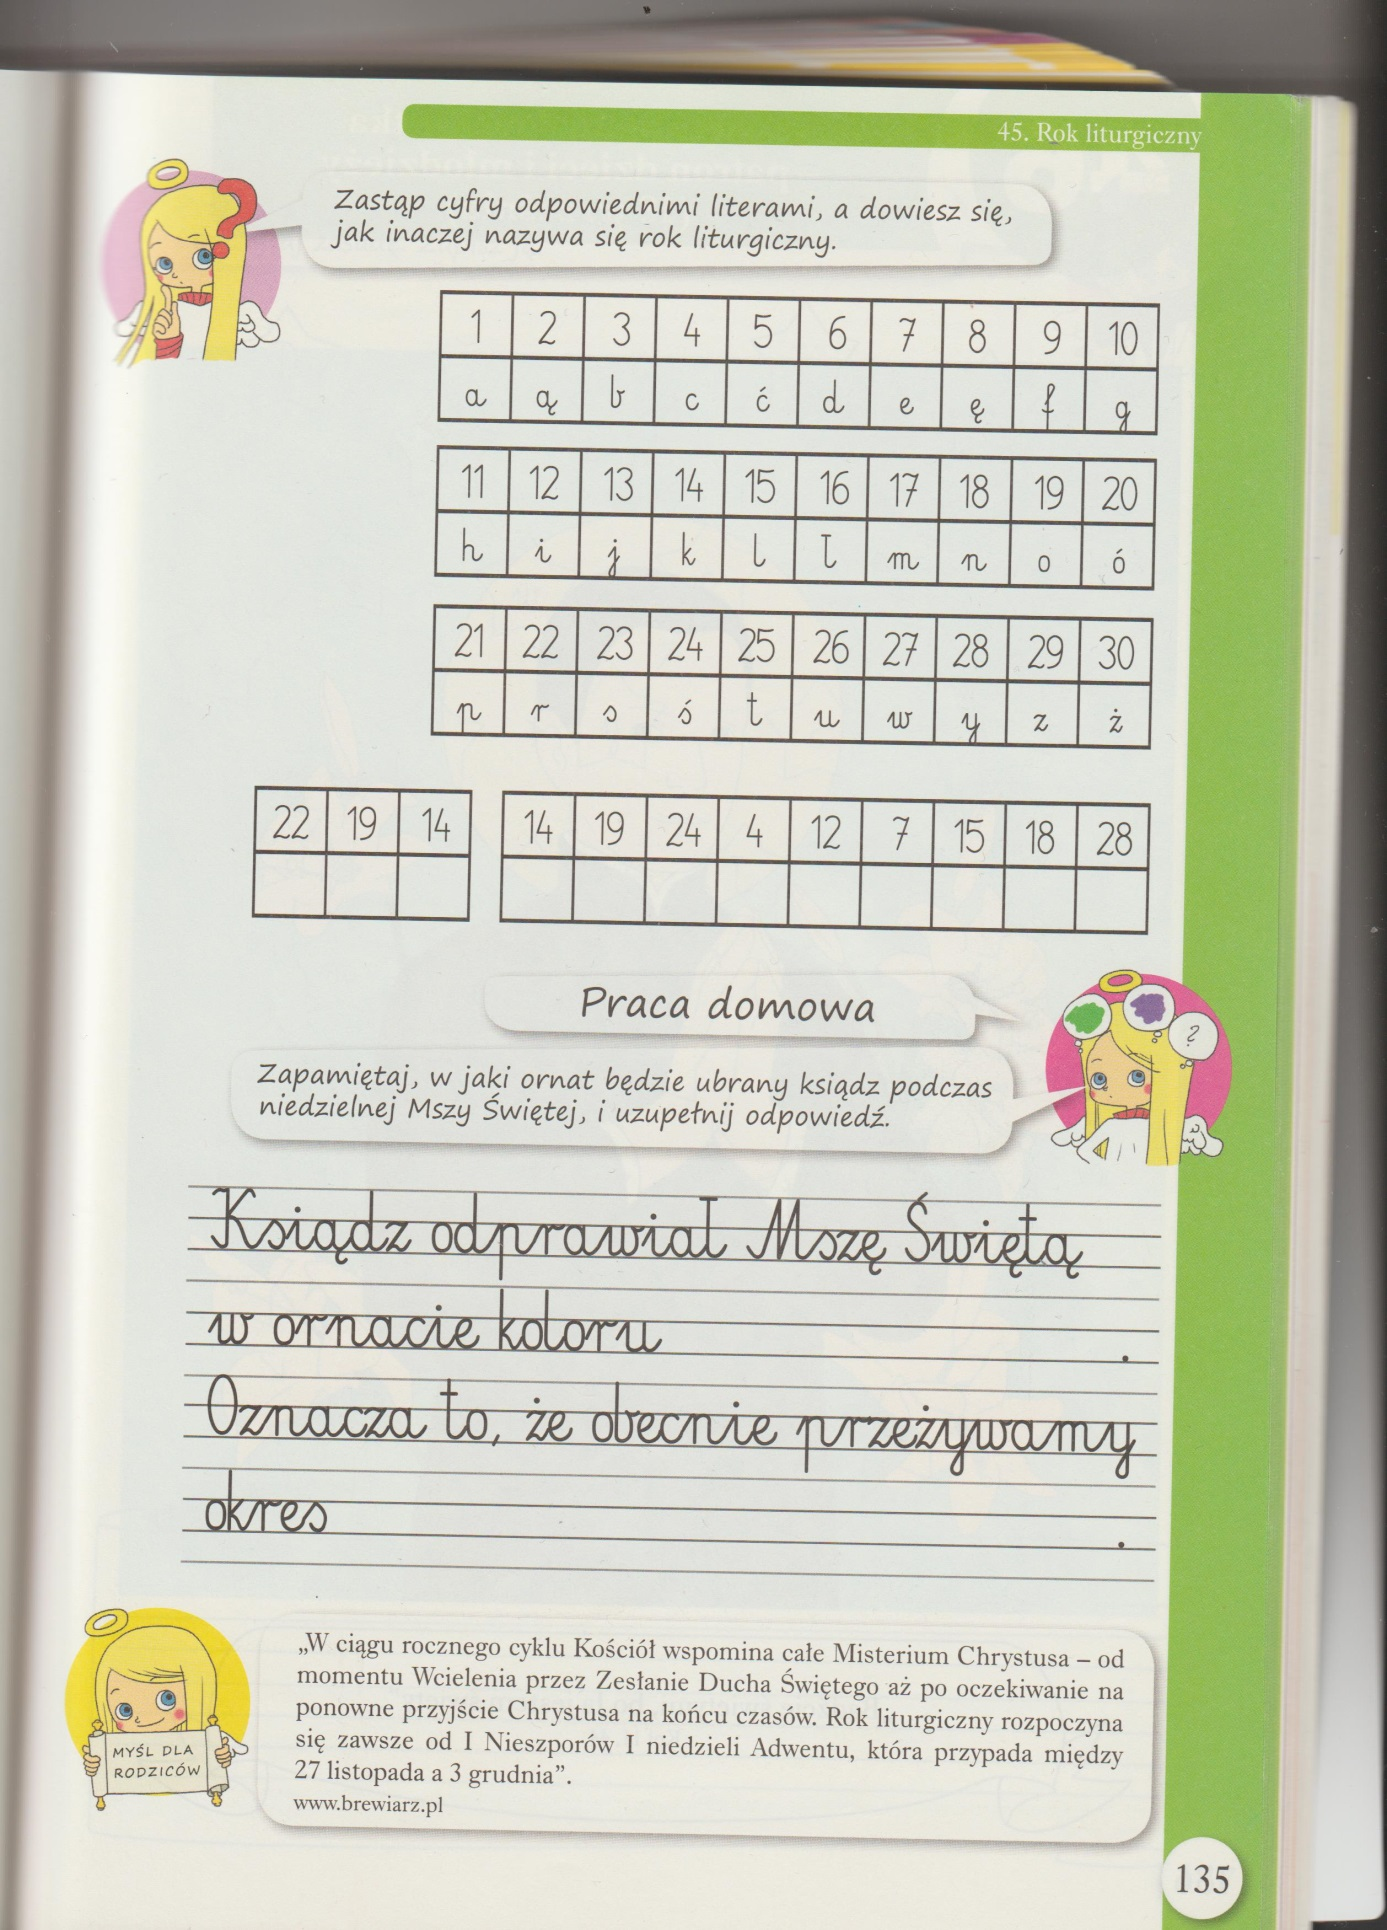 45. Rok liturgiczny
Zastąp cyfry odpowiednimi literami, a dowiesz się,
jak inaczej nazywa się rok liturgiczny.
1 2 3 4 5 6 7 8 9 10
a ą b c ć d e ę f g
11 12 13 14 15 16 17 18 19 20
h i j k l ł m n o ó
21 22 23 24 25 26 27 28 29 30
p r s ś t u w y z ż
22 19 14 14 19 24 4 12 7 15 18 28
Praca domowa
?
Zapamiętaj, w jaki ornat będzie ubrany ksiądz podczas
niedzielnej Mszy Świętej, i uzupełnij odpowiedź.
Ksiądz odprawiał Mszę Świętą
w ornacie koloru .
Oznacza to, że obecnie przeżywamy
okres .
„W ciągu rocznego cyklu Kościół wspomina całe Misterium Chrystusa – od
momentu Wcielenia przez Zesłanie Ducha Świętego aż po oczekiwanie na
ponowne przyjście Chrystusa na końcu czasów. Rok liturgiczny rozpoczyna
się zawsze od I Nieszporów I niedzieli Adwentu, która przypada między
27 listopada a 3 grudnia”.
www.brewiarz.pl
MYŚL DLA
RODZICÓW
135